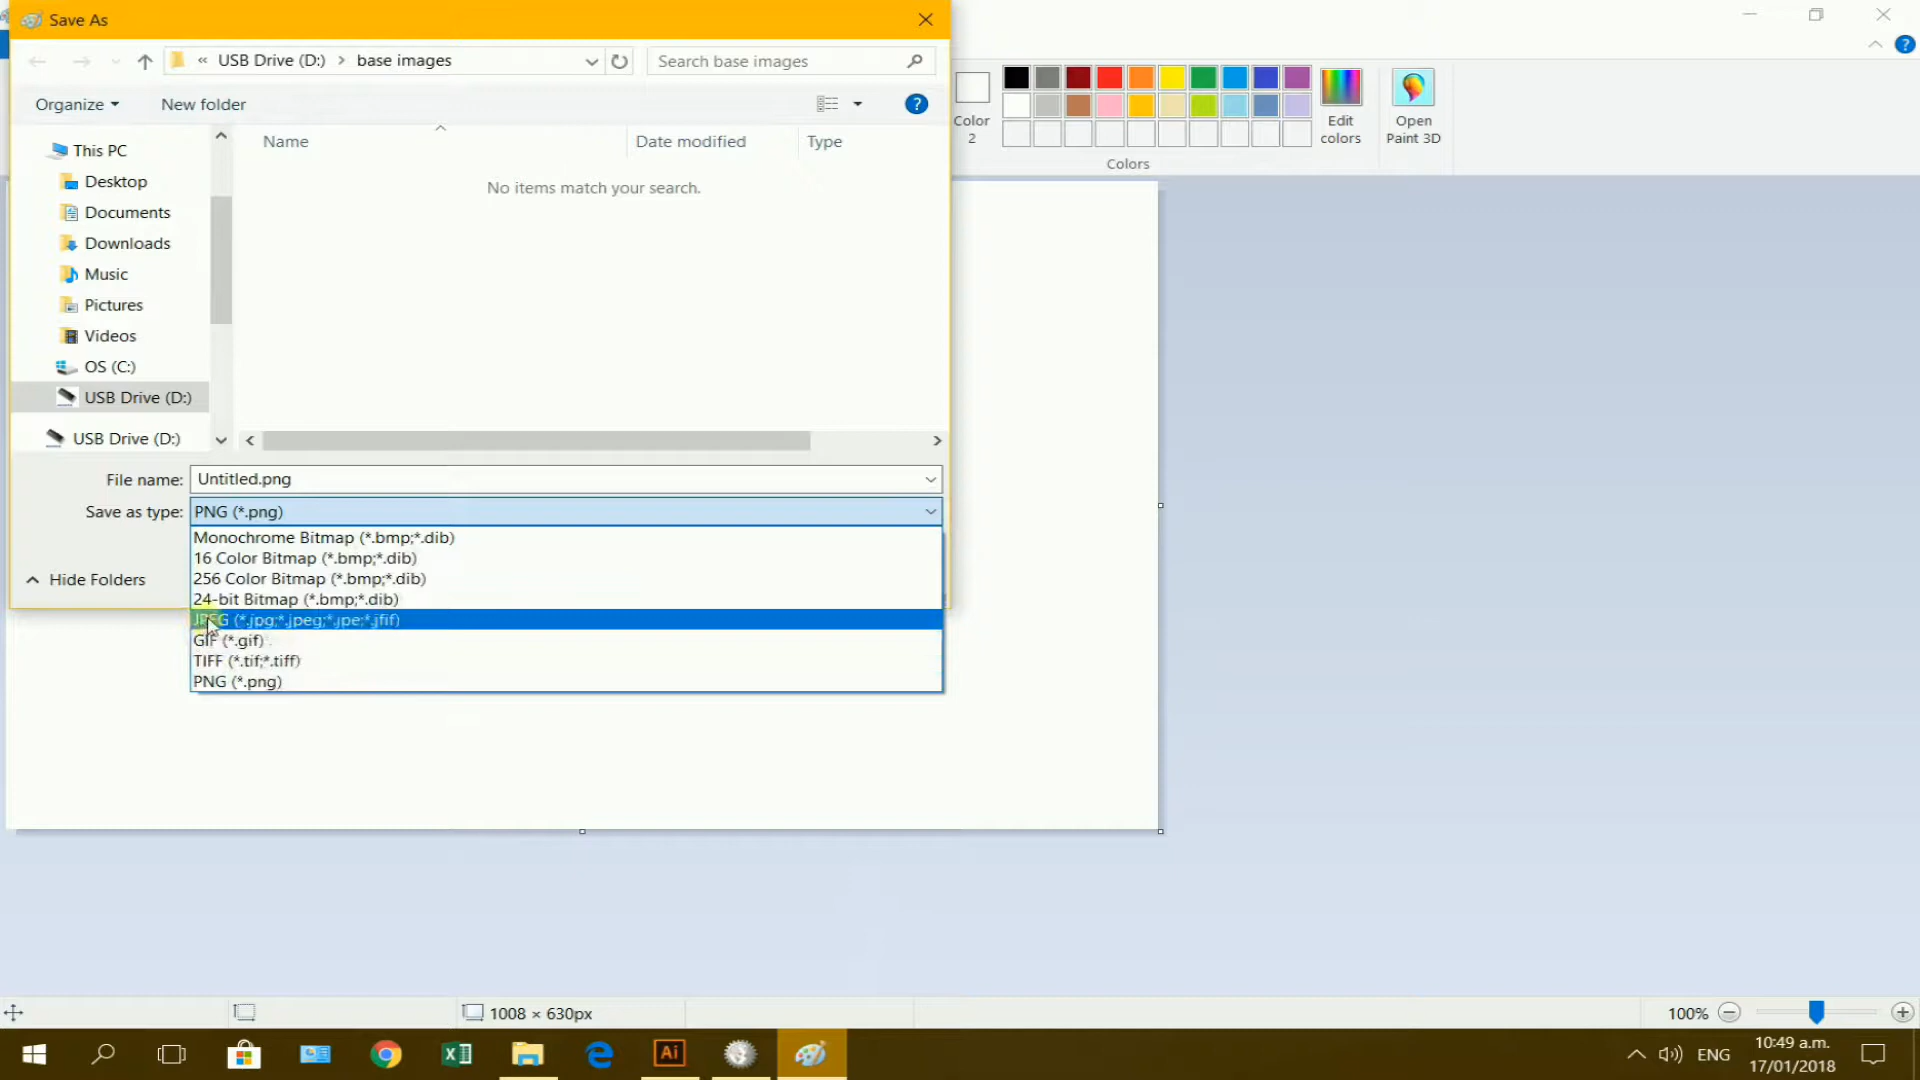 Save As
« USB Drive (D:) > base images
Search base images
Organize
New folder
Name
Date modified
Type
No items match your search.
This PC
Desktop
Documents
Downloads
Music
Pictures
Videos
OS (C:)
USB Drive (D:)
USB Drive (D:)
File name:
Untitled.png
Save as type:
PNG (*.png)
Monochrome Bitmap (*.bmp;*.dib)
16 Color Bitmap (*.bmp;*.dib)
256 Color Bitmap (*.bmp;*.dib)
24-bit Bitmap (*.bmp;*.dib)
JPEG (*.jpg;*.jpeg;*.jpe;*.jfif)
GIF (*.gif)
TIFF (*.tif;*.tiff)
PNG (*.png)
Hide Folders
Color
2
Edit
colors
Open
Paint 3D
Colors
1008 × 630px
100%
Ai
ENG
10:49 a.m.
17/01/2018